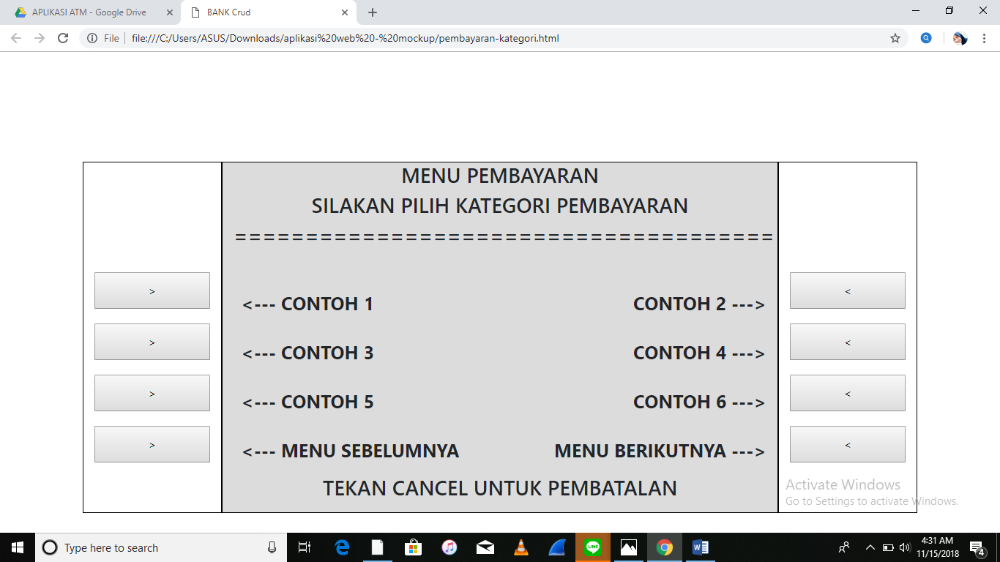 APLIKASI ATM - Google Drive
BANK Crud
File
file:///C:/Users/ASUS/Downloads/aplikasi%20web%20-%20mockup/pembayaran-kategori.html
MENU PEMBAYARAN
SILAKAN PILIH KATEGORI PEMBAYARAN
======================================
> <--- CONTOH 1 CONTOH 2 ---> <
> <--- CONTOH 3 CONTOH 4 ---> <
> <--- CONTOH 5 CONTOH 6 ---> <
> <--- MENU SEBELUMNYA MENU BERIKUTNYA ---> <
TEKAN CANCEL UNTUK PEMBATALAN
Activate Windows
Go to Settings to activate Windows.
Type here to search
LINE
4:31 AM
11/15/2018
4